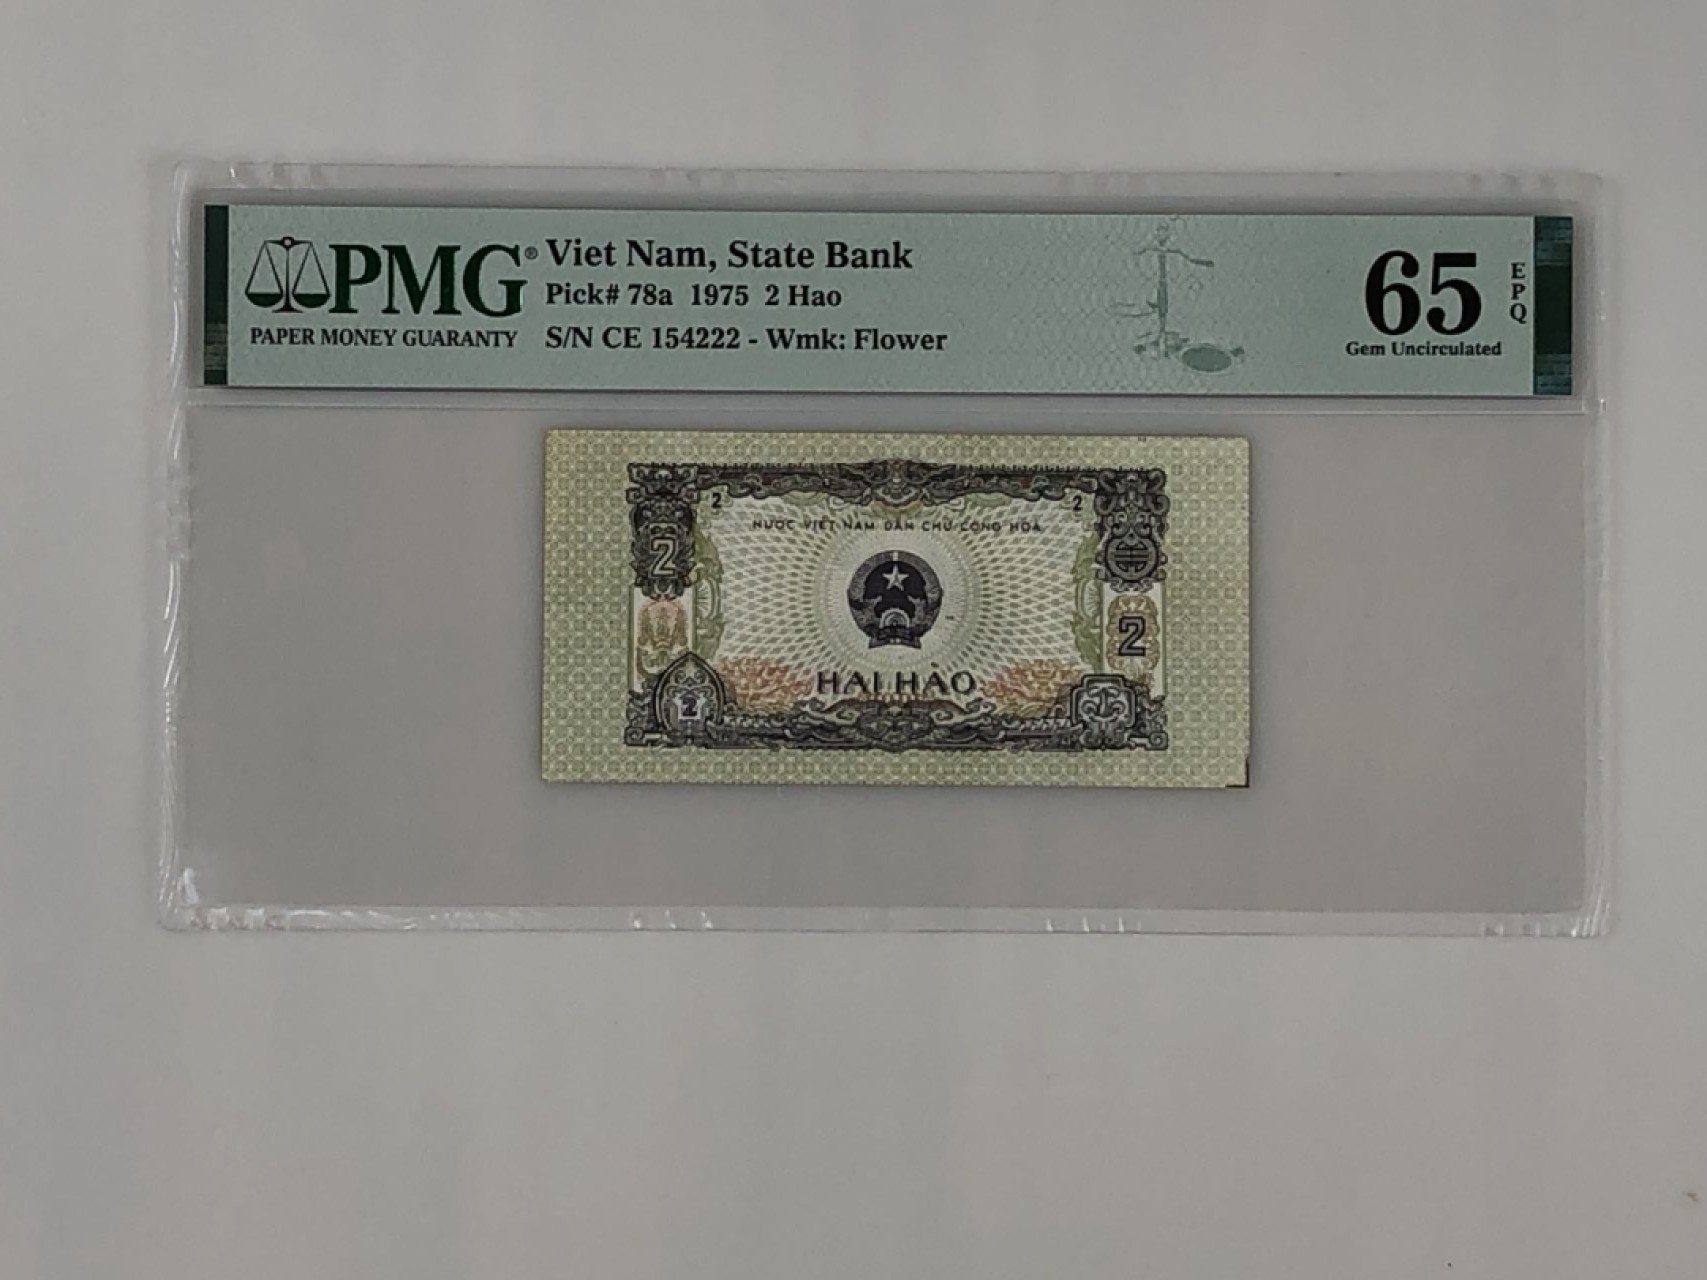 PMG®
PAPER MONEY GUARANTY
Viet Nam, State Bank
Pick# 78a 1975 2 Hao
S/N CE 154222 - Wmk: Flower
65
EPQ
Gem Uncirculated
2
2
NƯỚC VIỆT NAM DÂN CHỦ CỘNG HÒA
2
2
HAI HÀO
2